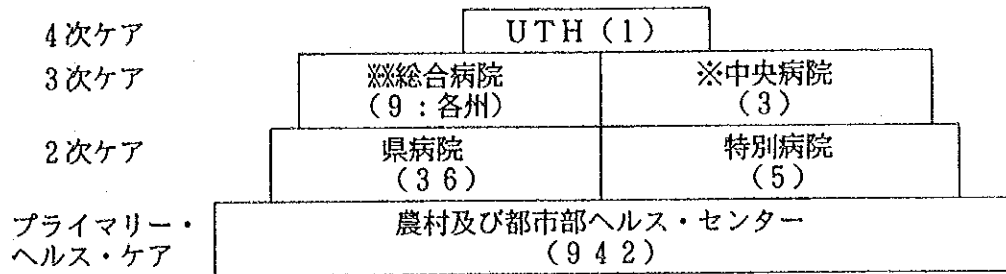 4次ケア
UTH(1)
3次ケア
※※総合病院
(9:各州)
※中央病院
(3)
2次ケア
県病院
(36)
特別病院
(5)
プライマリー・
ヘルス・ケア
農村及び都市部ヘルス・センター
(942)